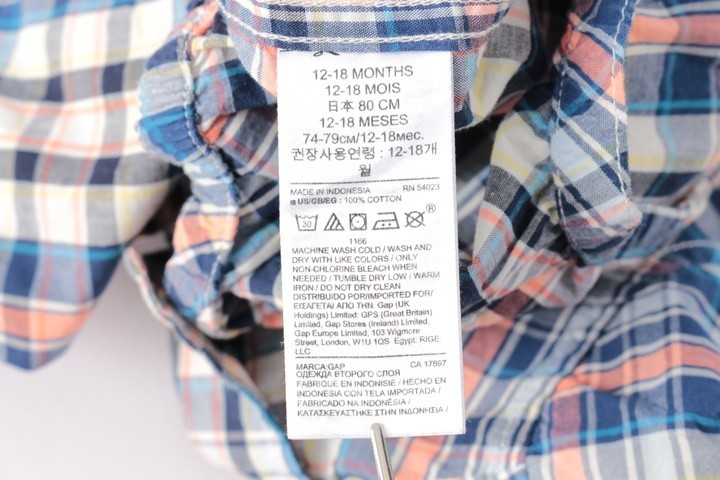 12-18 MONTHS
12-18 MOIS
日本 80 CM
12-18 MESES
74-79см/12-18мес.
권장사용연령 : 12-18개
월
MADE IN INDONESIA RN 54023
US/GB/EG : 100% COTTON
30
1166
MACHINE WASH COLD / WASH AND
DRY WITH LIKE COLORS / ONLY
NON-CHLORINE BLEACH WHEN
NEEDED / TUMBLE DRY LOW / WARM
IRON / DO NOT DRY CLEAN
DISTRIBUIDO POR/IMPORTED FOR/
ΕΙΣΑΓΕΤΑΙ ΑΠΟ ΤΗΝ: Gap (UK
Holdings) Limited: GPS (Great Britain)
Limited, Gap Stores (Ireland) Limited,
Gap Europe Limited, 103 Wigmore
Street, London, W1U 1QS Egypt: RIGE,
LLC
MARCA:GAP CA 17897
ОДЕЖДА ВТОРОГО СЛОЯ
FABRIQUÉ EN INDONÉSIE / HECHO EN
INDONESIA CON TELA IMPORTADA /
FABRICADO NA INDONÉSIA /
ΚΑΤΑΣΚΕΥΑΣΤΗΚΕ ΣΤΗΝ ΙΝΔΟΝΗΣΙΑ /